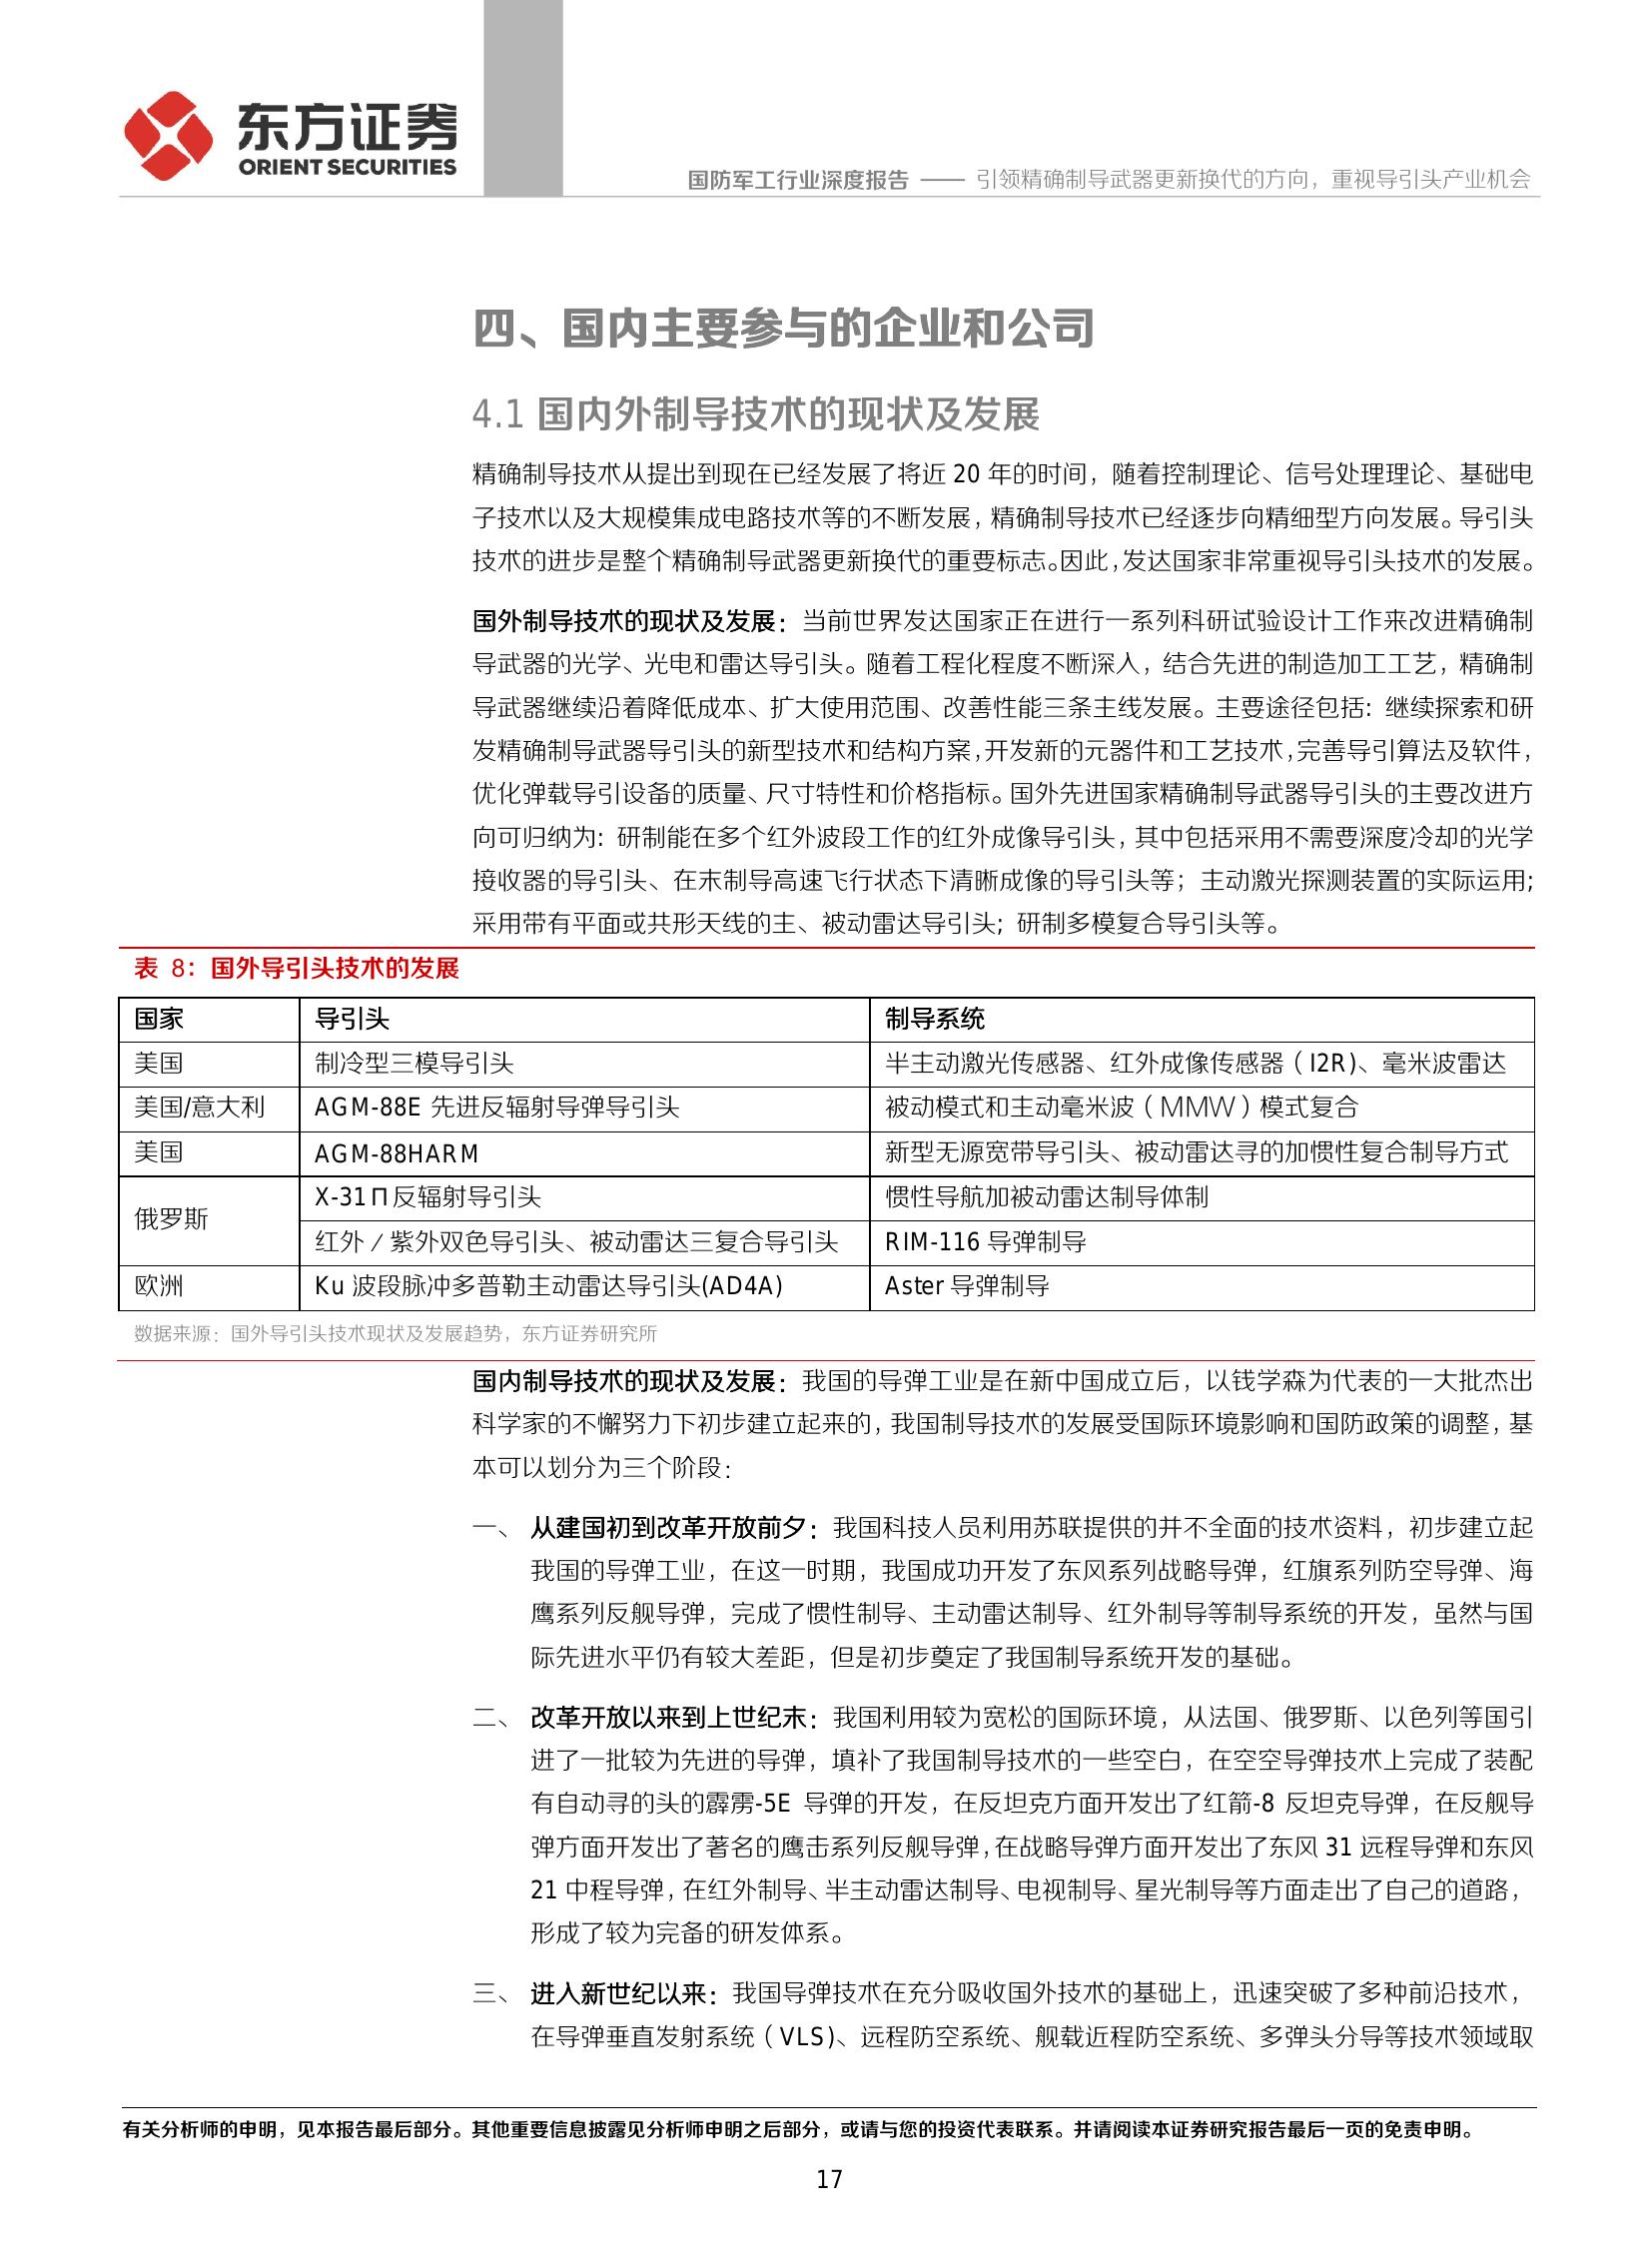 东方证券
ORIENT SECURITIES
国防军工行业深度报告 —— 引领精确制导武器更新换代的方向，重视导引头产业机会
四、国内主要参与的企业和公司
4.1 国内外制导技术的现状及发展
精确制导技术从提出到现在已经发展了将近 20 年的时间，随着控制理论、信号处理理论、基础电
子技术以及大规模集成电路技术等的不断发展，精确制导技术已经逐步向精细型方向发展。导引头
技术的进步是整个精确制导武器更新换代的重要标志。因此，发达国家非常重视导引头技术的发展。
国外制导技术的现状及发展：当前世界发达国家正在进行一系列科研试验设计工作来改进精确制
导武器的光学、光电和雷达导引头。随着工程化程度不断深入，结合先进的制造加工工艺，精确制
导武器继续沿着降低成本、扩大使用范围、改善性能三条主线发展。主要途径包括：继续探索和研
发精确制导武器导引头的新型技术和结构方案，开发新的元器件和工艺技术，完善导引算法及软件，
优化弹载导引设备的质量、尺寸特性和价格指标。国外先进国家精确制导武器导引头的主要改进方
向可归纳为：研制能在多个红外波段工作的红外成像导引头，其中包括采用不需要深度冷却的光学
接收器的导引头、在末制导高速飞行状态下清晰成像的导引头等；主动激光探测装置的实际运用；
采用带有平面或共形天线的主、被动雷达导引头；研制多模复合导引头等。
表 8：国外导引头技术的发展
国家 导引头 制导系统
美国 制冷型三模导引头 半主动激光传感器、红外成像传感器（I2R)、毫米波雷达
美国/意大利 AGM-88E 先进反辐射导弹导引头 被动模式和主动毫米波（MMW）模式复合
美国 AGM-88HARM 新型无源宽带导引头、被动雷达寻的加惯性复合制导方式
俄罗斯 X-31П反辐射导引头 惯性导航加被动雷达制导体制
红外／紫外双色导引头、被动雷达三复合导引头 RIM-116 导弹制导
欧洲 Ku 波段脉冲多普勒主动雷达导引头(AD4A) Aster 导弹制导
数据来源：国外导引头技术现状及发展趋势，东方证券研究所
国内制导技术的现状及发展：我国的导弹工业是在新中国成立后，以钱学森为代表的一大批杰出
科学家的不懈努力下初步建立起来的，我国制导技术的发展受国际环境影响和国防政策的调整，基
本可以划分为三个阶段：
一、 从建国初到改革开放前夕：我国科技人员利用苏联提供的并不全面的技术资料，初步建立起
我国的导弹工业，在这一时期，我国成功开发了东风系列战略导弹，红旗系列防空导弹、海
鹰系列反舰导弹，完成了惯性制导、主动雷达制导、红外制导等制导系统的开发，虽然与国
际先进水平仍有较大差距，但是初步奠定了我国制导系统开发的基础。
二、 改革开放以来到上世纪末：我国利用较为宽松的国际环境，从法国、俄罗斯、以色列等国引
进了一批较为先进的导弹，填补了我国制导技术的一些空白，在空空导弹技术上完成了装配
有自动寻的头的霹雳-5E 导弹的开发，在反坦克方面开发出了红箭-8 反坦克导弹，在反舰导
弹方面开发出了著名的鹰击系列反舰导弹，在战略导弹方面开发出了东风 31 远程导弹和东风
21 中程导弹，在红外制导、半主动雷达制导、电视制导、星光制导等方面走出了自己的道路，
形成了较为完备的研发体系。
三、 进入新世纪以来：我国导弹技术在充分吸收国外技术的基础上，迅速突破了多种前沿技术，
在导弹垂直发射系统（VLS)、远程防空系统、舰载近程防空系统、多弹头分导等技术领域取
有关分析师的申明，见本报告最后部分。其他重要信息披露见分析师申明之后部分，或请与您的投资代表联系。并请阅读本证券研究报告最后一页的免责申明。
17